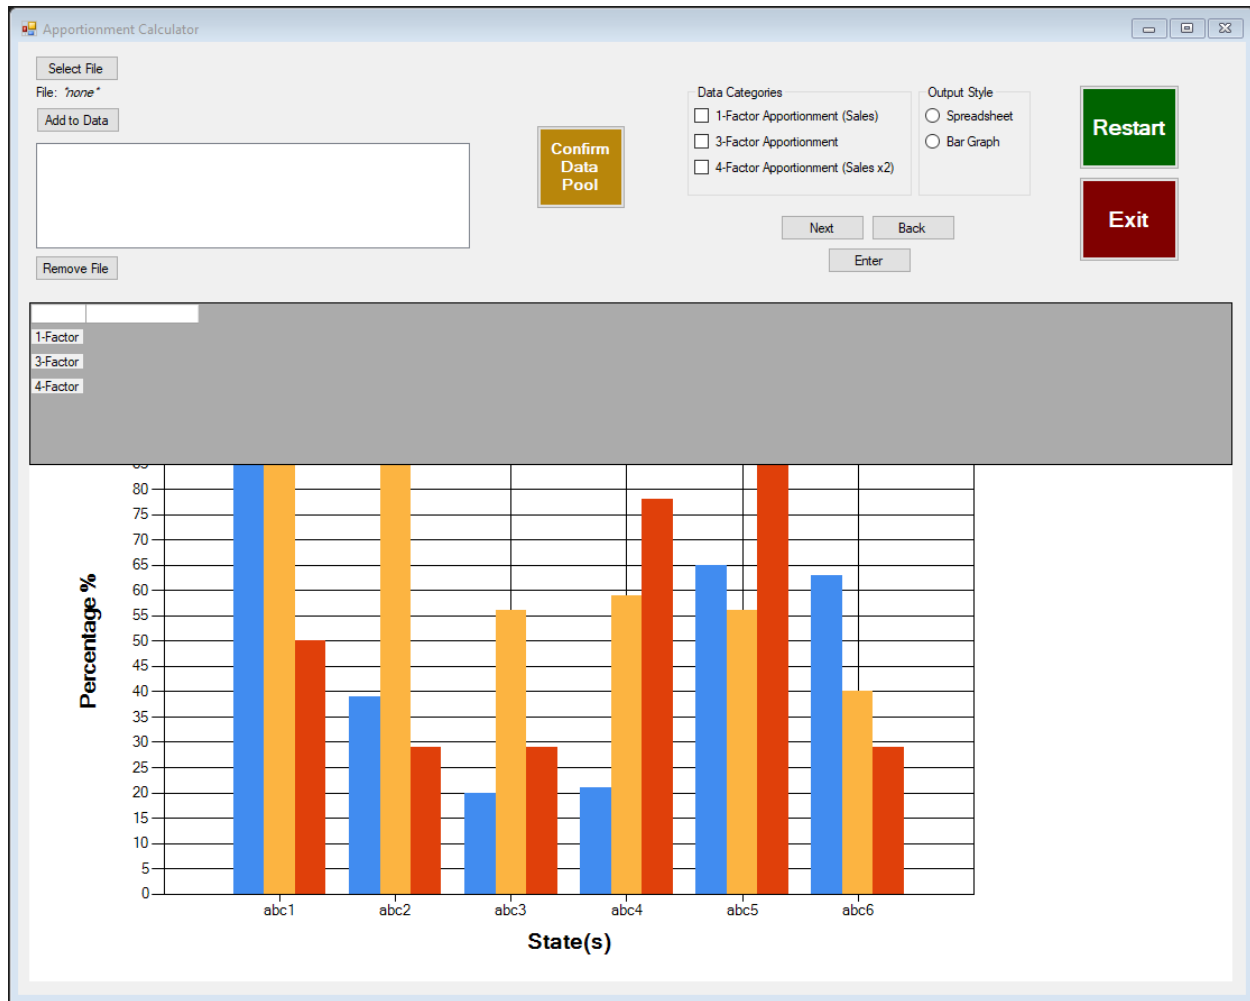 Apportionment Calculator
Select File
File: "none"
Add to Data
Remove File
Confirm
Data
Pool
Data Categories
1-Factor Apportionment (Sales)
3-Factor Apportionment
4-Factor Apportionment (Sales x2)
Output Style
Spreadsheet
Bar Graph
Next
Back
Enter
Restart
Exit
1-Factor
3-Factor
4-Factor
80
75
70
65
60
55
50
45
40
35
30
25
20
15
10
5
0
Percentage %
abc1 abc2 abc3 abc4 abc5 abc6
State(s)